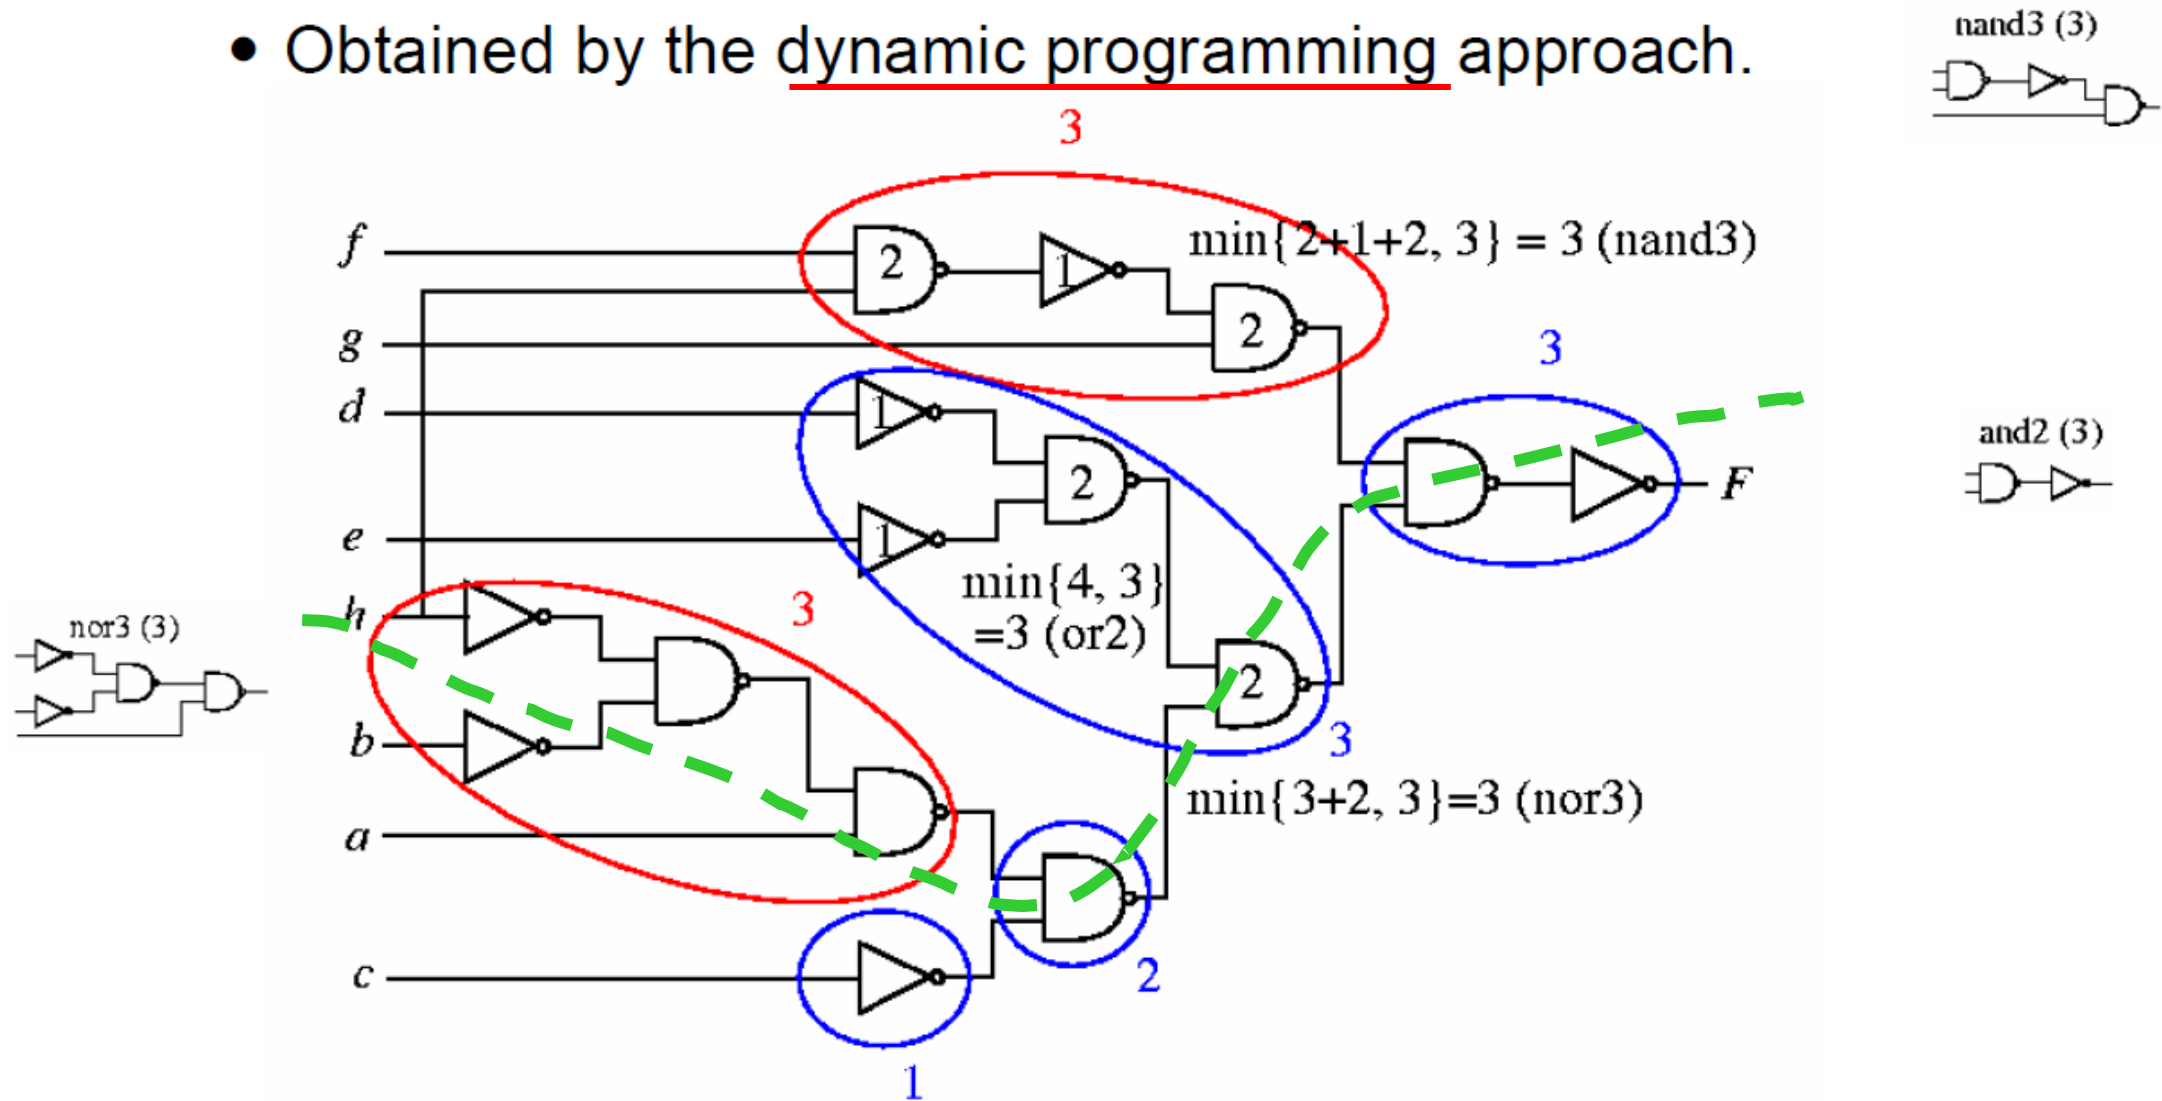 • Obtained by the dynamic programming approach.
nand3 (3)
3
f
2
1
min{2+1+2, 3} = 3 (nand3)
g
2
3
d
1
2
and2 (3)
F
e
1
min{4, 3}
=3 (or2)
h
3
nor3 (3)
2
b
3
min{3+2, 3}=3 (nor3)
a
c
2
1